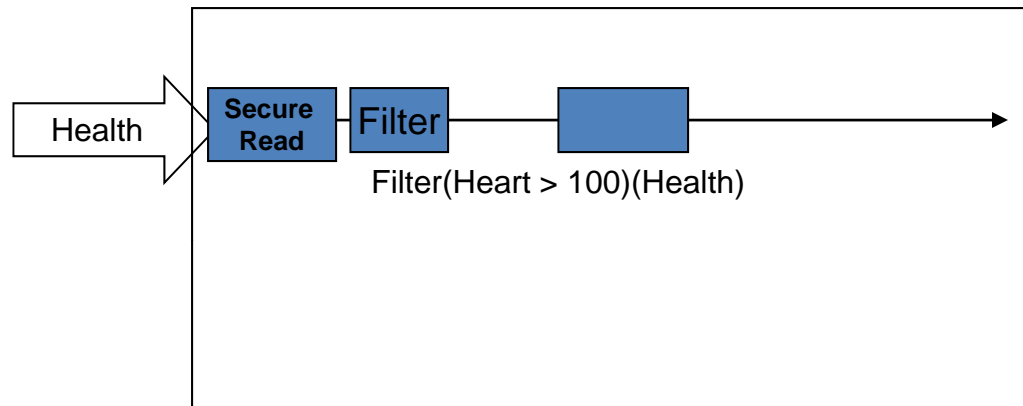 Health
Secure
Read
Filter
Filter(Heart > 100)(Health)